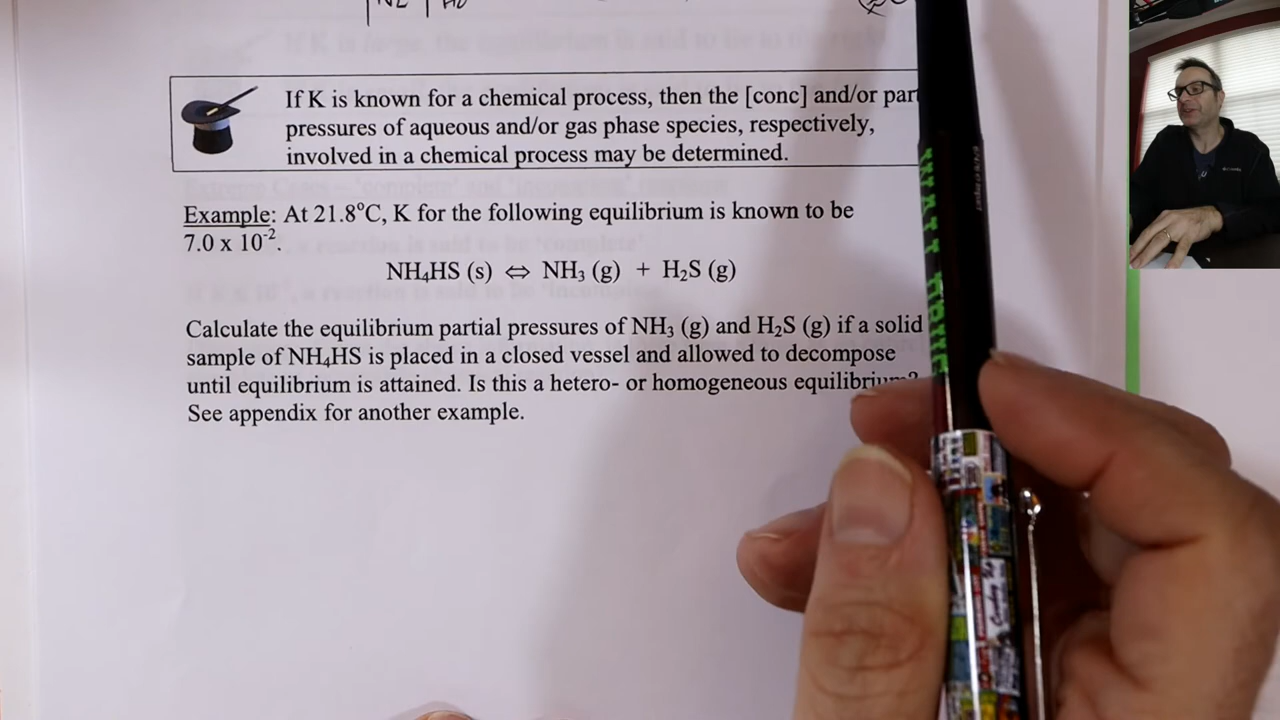 If K is known for a chemical process, then the [conc] and/or part
pressures of aqueous and/or gas phase species, respectively,
involved in a chemical process may be determined.
Example: At 21.8°C, K for the following equilibrium is known to be
7.0 x 10⁻².
NH₄HS (s) ⇔ NH₃ (g) + H₂S (g)
Calculate the equilibrium partial pressures of NH₃ (g) and H₂S (g) if a solid
sample of NH₄HS is placed in a closed vessel and allowed to decompose
until equilibrium is attained. Is this a hetero- or homogeneous equilibrium?
See appendix for another example.